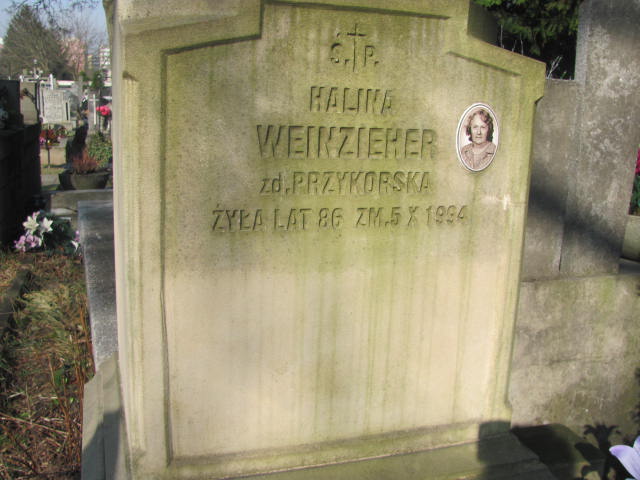 Ś.†P.
HALINA
WEINZIEHER
zd. PRZYKORSKA
ŻYŁA LAT 86 ZM. 5 X 1994